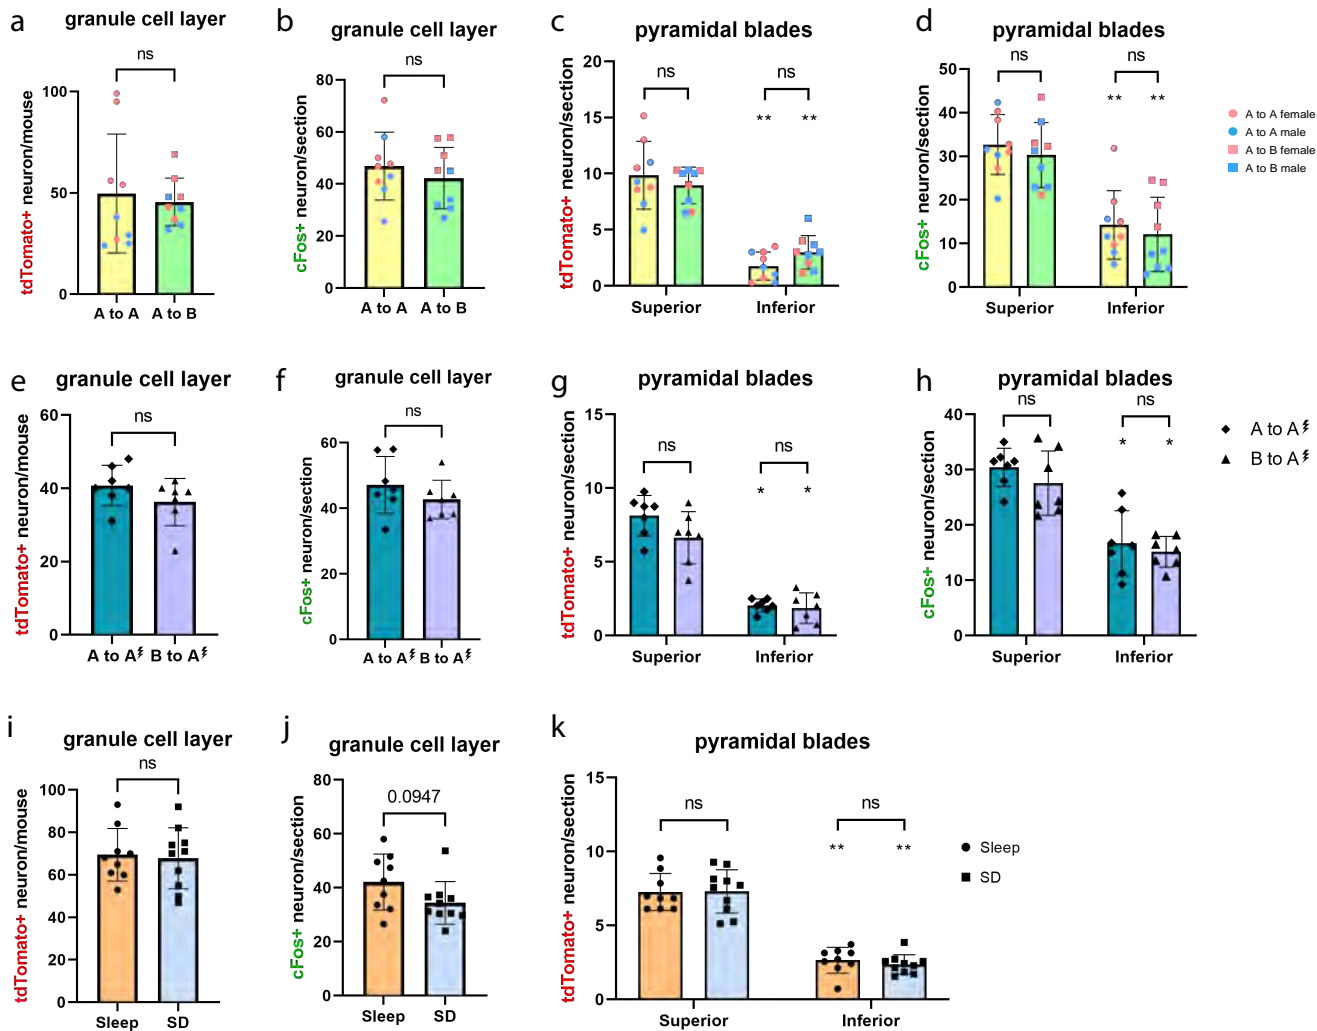 a
granule cell layer
ns
tdTomato+ neuron/mouse
100
50
0
A to A
A to B
b
granule cell layer
ns
cFos+ neuron/section
80
60
40
20
0
A to A
A to B
c
pyramidal blades
ns
ns
**
**
tdTomato+ neuron/section
20
15
10
5
0
Superior
Inferior
d
pyramidal blades
ns
ns
**
**
cFos+ neuron/section
50
40
30
20
10
0
Superior
Inferior
A to A female
A to A male
A to B female
A to B male
e
granule cell layer
ns
tdTomato+ neuron/mouse
60
40
20
0
A to A
B to A
f
granule cell layer
ns
cFos+ neuron/section
60
40
20
0
A to A
B to A
g
pyramidal blades
ns
ns
*
*
tdTomato+ neuron/section
15
10
5
0
Superior
Inferior
h
pyramidal blades
ns
ns
*
*
cFos+ neuron/section
40
30
20
10
0
Superior
Inferior
A to A
B to A
i
granule cell layer
ns
tdTomato+ neuron/mouse
100
80
60
40
20
0
Sleep
SD
j
granule cell layer
0.0947
cFos+ neuron/section
80
60
40
20
0
Sleep
SD
k
pyramidal blades
ns
ns
**
**
tdTomato+ neuron/section
15
10
5
0
Superior
Inferior
Sleep
SD